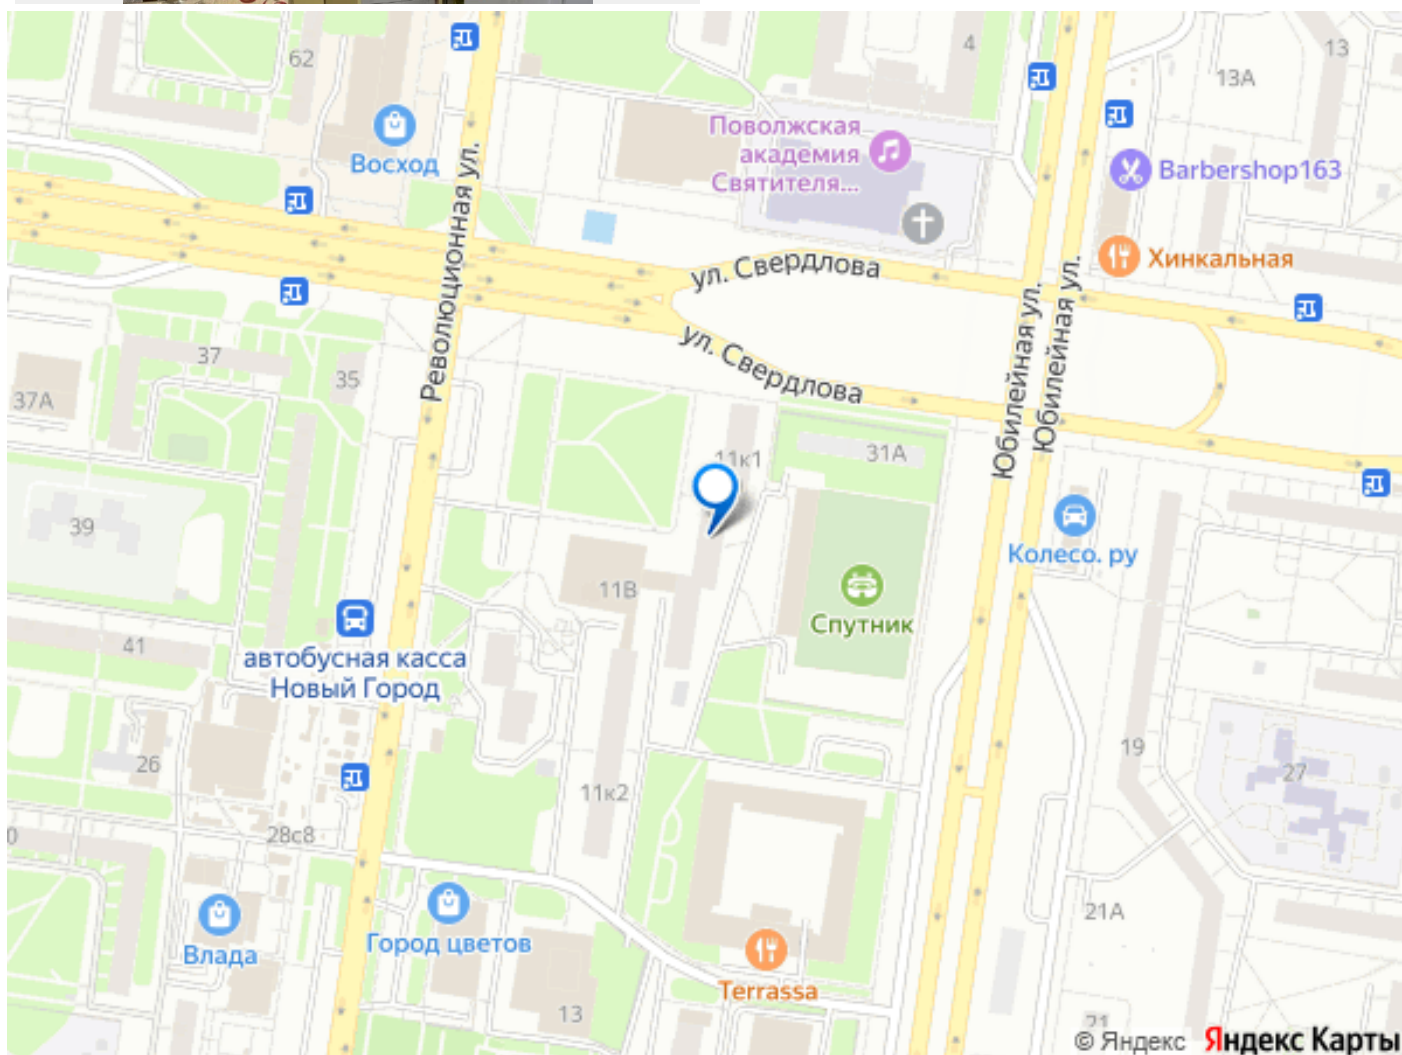 62
4
13
13А
Восход
Поволжская
академия
Святителя...
Barbershop163
Хинкальная
Революционная ул.
ул. Свердлова
ул. Свердлова
Юбилейная ул.
Юбилейная ул.
37
35
37А
11к1
31А
39
Колесо. ру
11В
Спутник
41
автобусная касса
Новый Город
26
19
27
11к2
28с8
0
Влада
Город цветов
21А
Terrassa
13
21
© Яндекс Яндекс Карты